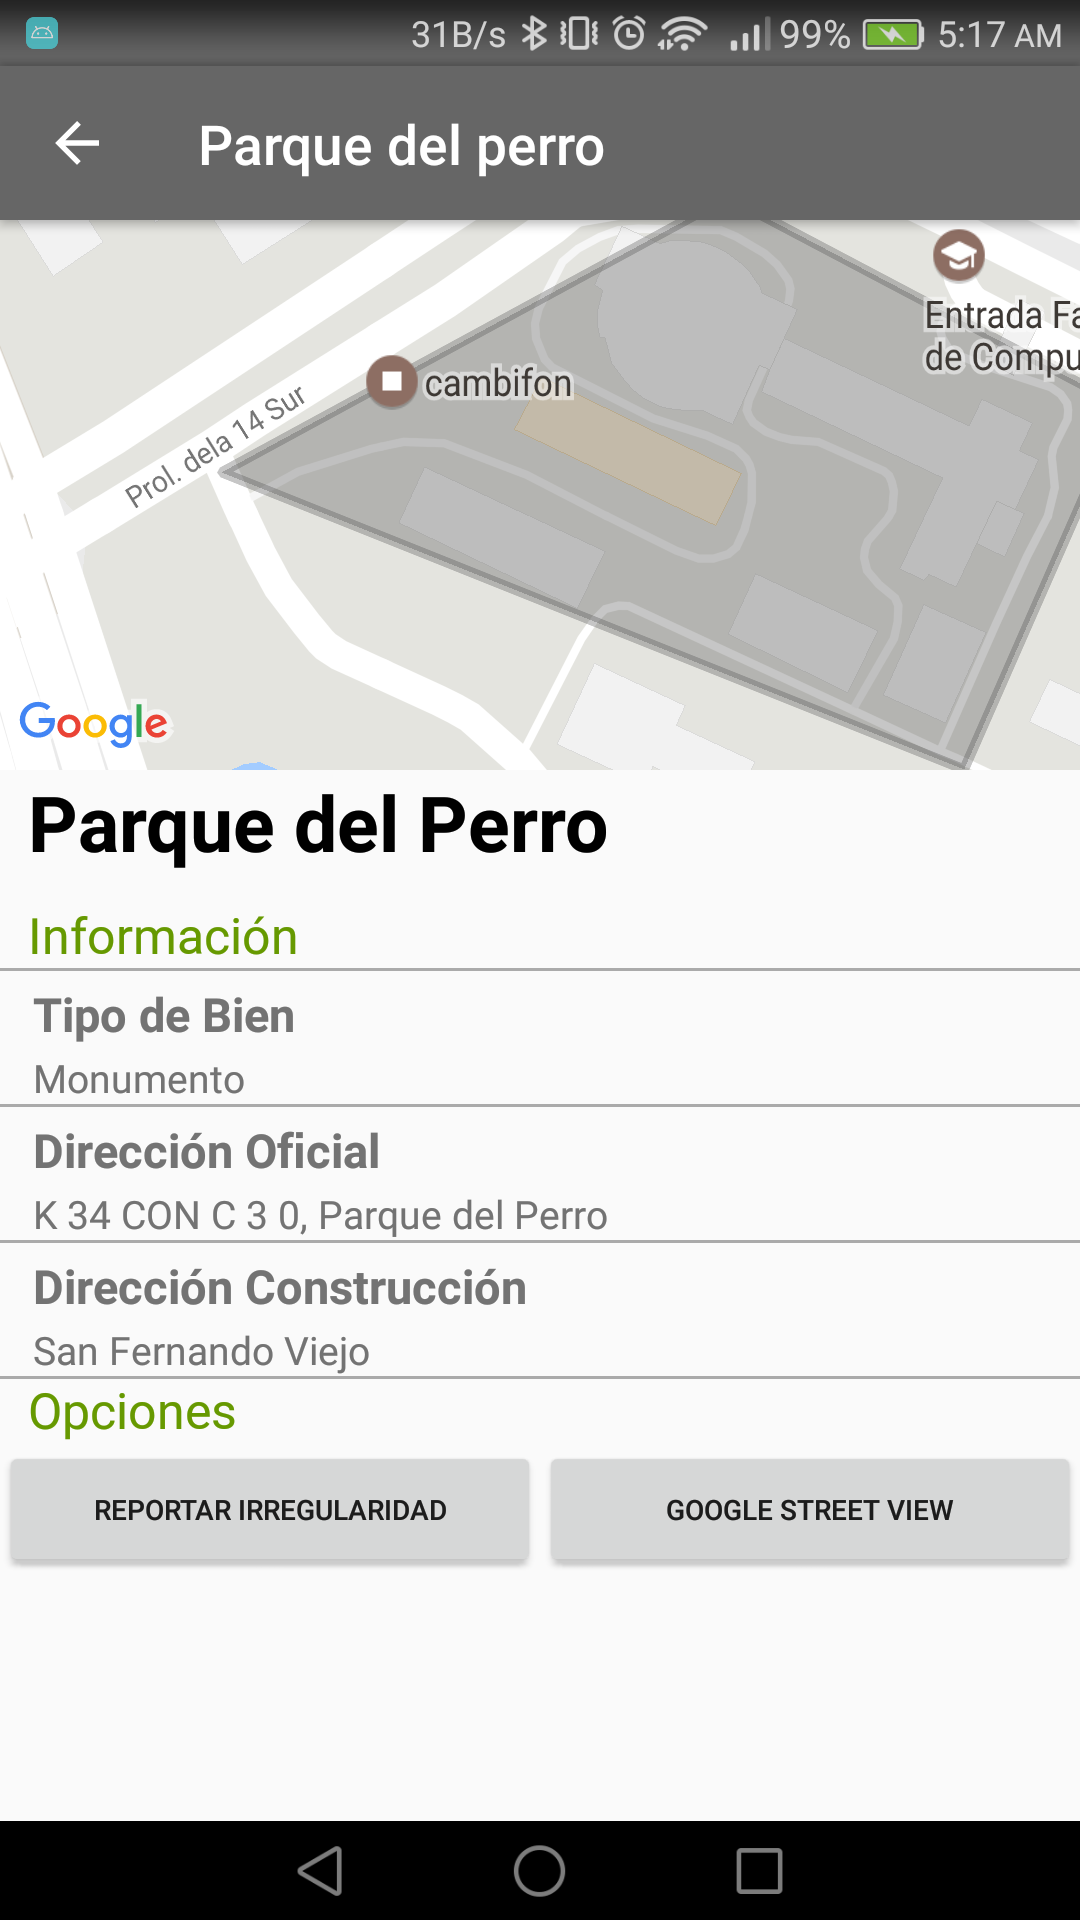 31B/s 99% 5:17 AM
Parque del perro
Entrada Fa
de Compu
cambifon
Prol. dela 14 Sur
Google
Parque del Perro
Información
Tipo de Bien
Monumento
Dirección Oficial
K 34 CON C 3 0, Parque del Perro
Dirección Construcción
San Fernando Viejo
Opciones
REPORTAR IRREGULARIDAD
GOOGLE STREET VIEW